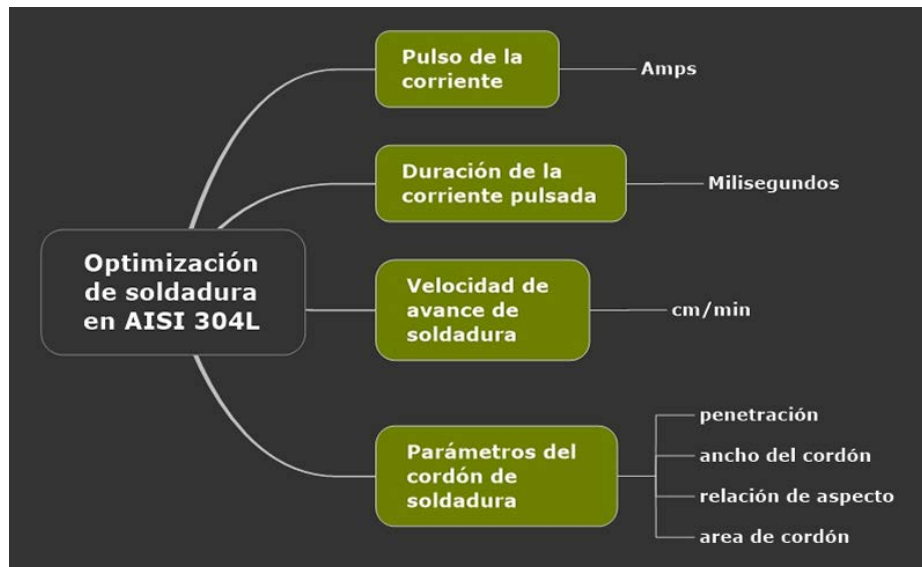 Pulso de la
corriente
Amps
Duración de la
corriente pulsada
Milisegundos
Optimización
de soldadura
en AISI 304L
Velocidad de
avance de
soldadura
cm/min
Parámetros del
cordón de
soldadura
penetración
ancho del cordón
relación de aspecto
area de cordón